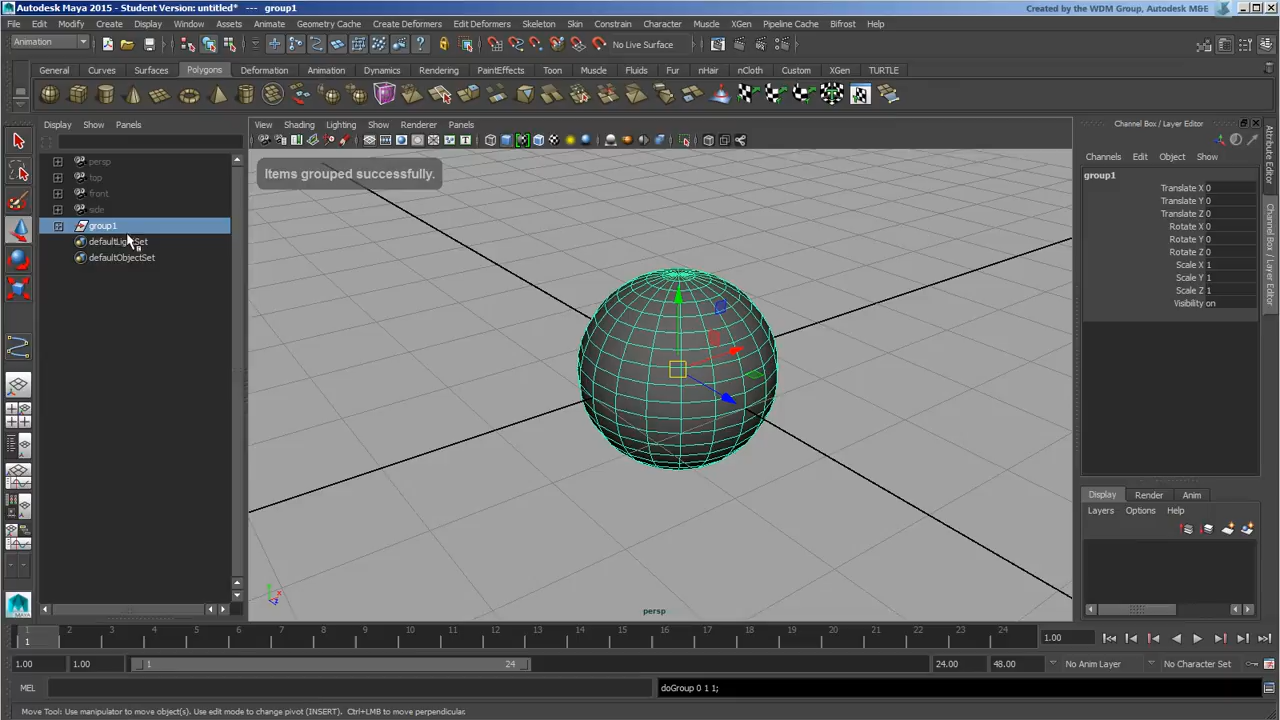 Autodesk Maya 2015 - Student Version: untitled*   ---   group1
Created by the WDM Group, Autodesk M&E
File Edit Modify Create Display Window Assets Animate Geometry Cache Create Deformers Edit Deformers Skeleton Skin Constrain Character Muscle XGen Pipeline Cache Bifrost Help
Animation
No Live Surface
General Curves Surfaces Polygons Deformation Animation Dynamics Rendering PaintEffects Toon Muscle Fluids Fur nHair nCloth Custom XGen TURTLE
Display Show Panels
View Shading Lighting Show Renderer Panels
Channel Box / Layer Editor
Channels Edit Object Show
group1
Translate X 0
Translate Y 0
Translate Z 0
Rotate X 0
Rotate Y 0
Rotate Z 0
Scale X 1
Scale Y 1
Scale Z 1
Visibility on
Attribute Editor
Channel Box / Layer Editor
persp
top
front
side
group1
defaultLightSet
defaultObjectSet
Items grouped successfully.
persp
Display Render Anim
Layers Options Help
1 2 3 4 5 6 7 8 9 10 11 12 13 14 15 16 17 18 19 20 21 22 23 24
1
1.00
1.00 1.00 1 24 24.00 48.00 No Anim Layer No Character Set
MEL
doGroup 0 1 1;
Move Tool: Use manipulator to move object(s). Use edit mode to change pivot (INSERT).  Ctrl+LMB to move perpendicular.
MAYA